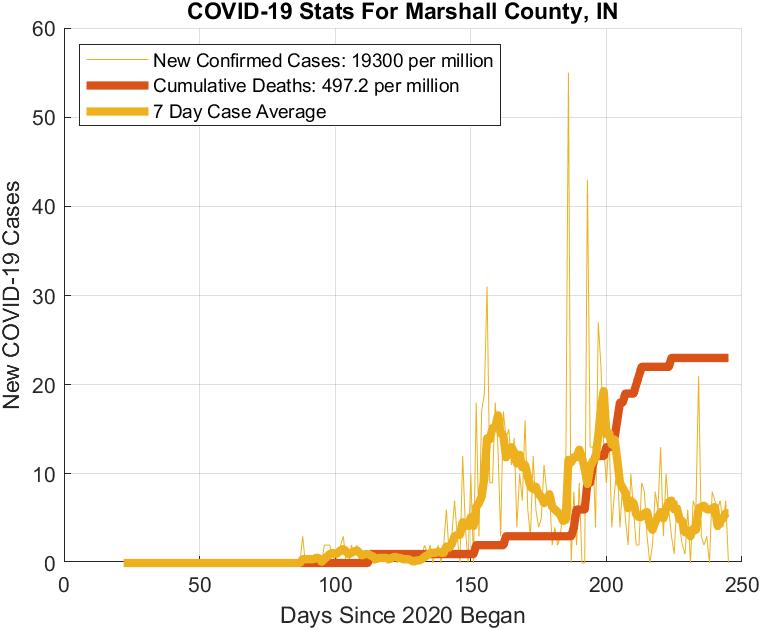 COVID-19 Stats For Marshall County, IN
New Confirmed Cases: 19300 per million
Cumulative Deaths: 497.2 per million
7 Day Case Average
New COVID-19 Cases
60
50
40
30
20
10
0
0 50 100 150 200 250
Days Since 2020 Began